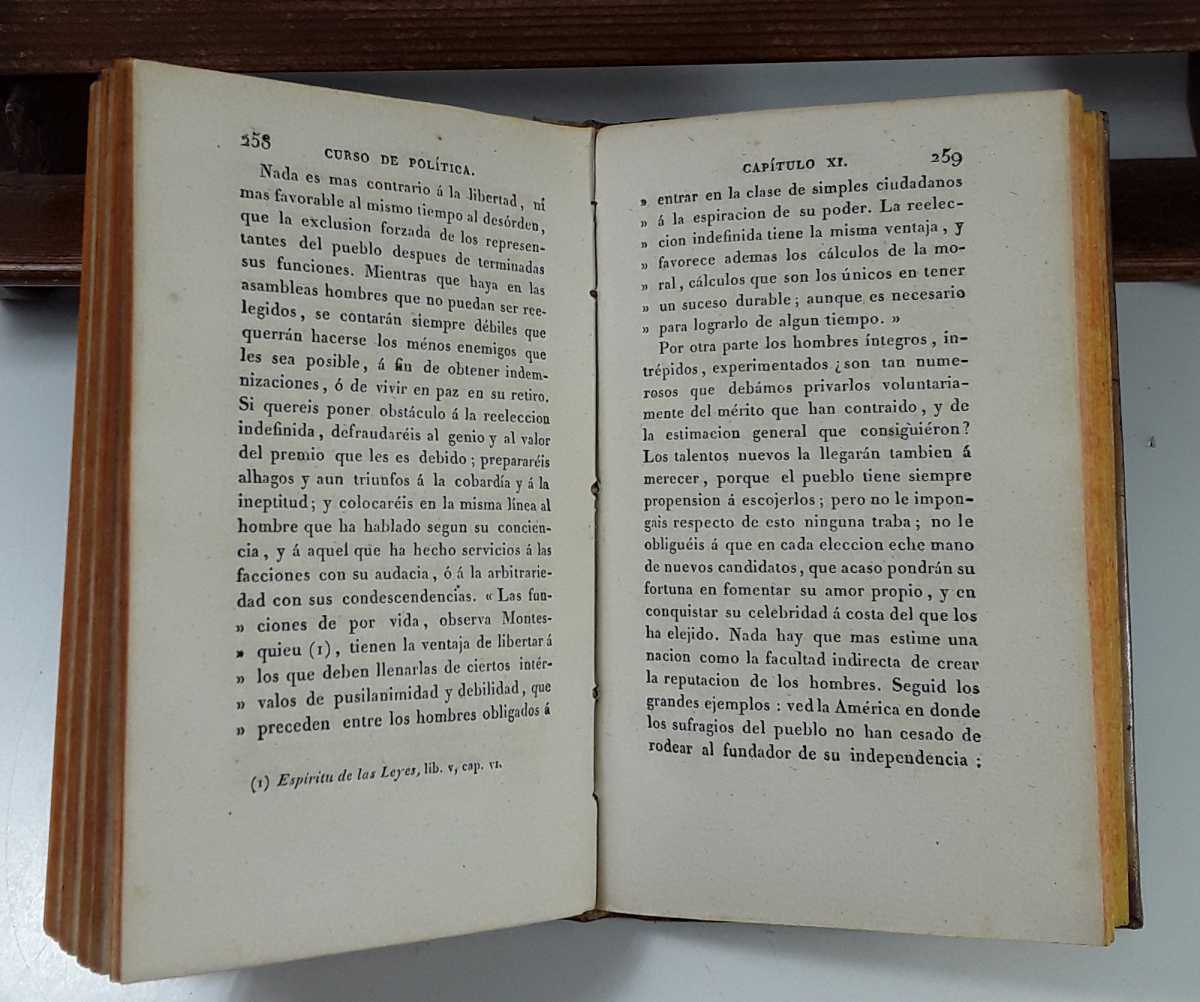 258
CURSO DE POLÍTICA.
Nada es mas contrario á la libertad, ni
mas favorable al mismo tiempo al desórden,
que la exclusion forzada de los represen-
tantes del pueblo despues de terminadas
sus funciones. Mientras que haya en las
asambleas hombres que no puedan ser ree-
legidos, se contarán siempre débiles que
querrán hacerse los ménos enemigos que
les sea posible, á fin de obtener indem-
nizaciones, ó de vivir en paz en su retiro.
Si quereis poner obstáculo á la reeleccion
indefinida, defraudaréis al genio y al valor
del premio que les es debido; prepararéis
alhagos y aun triunfos á la cobardía y á la
ineptitud; y colocaréis en la misma línea al
hombre que ha hablado segun su concien-
cia, y á aquel que ha hecho servicios á las
facciones con su audacia, ó á la arbitrarie-
dad con sus condescendencias. « Las fun-
» ciones de por vida, observa Montes-
» quieu (1), tienen la ventaja de libertar á
» los que deben llenarlas de ciertos intér-
» valos de pusilanimidad y debilidad, que
» preceden entre los hombres obligados á
(1) Espíritu de las Leyes, lib. v, cap. vi.
CAPÍTULO XI.
259
» entrar en la clase de simples ciudadanos
» á la espiracion de su poder. La reelec-
» cion indefinida tiene la misma ventaja, y
» favorece ademas los cálculos de la mo-
» ral, cálculos que son los únicos en tener
» un suceso durable; aunque es necesario
» para lograrlo de algun tiempo. »
Por otra parte los hombres íntegros, in-
trépidos, experimentados ¿son tan nume-
rosos que debámos privarlos voluntaria-
mente del mérito que han contraido, y de
la estimacion general que consiguiéron?
Los talentos nuevos la llegarán tambien á
merecer, porque el pueblo tiene siempre
propension á escojerlos; pero no le impon-
gais respecto de esto ninguna traba; no le
obliguéis á que en cada eleccion eche mano
de nuevos candidatos, que acaso pondrán su
fortuna en fomentar su amor propio, y en
conquistar su celebridad á costa del que los
ha elejido. Nada hay que mas estime una
nacion como la facultad indirecta de crear
la reputacion de los hombres. Seguid los
grandes ejemplos: ved la América en donde
los sufragios del pueblo no han cesado de
rodear al fundador de su independencia;